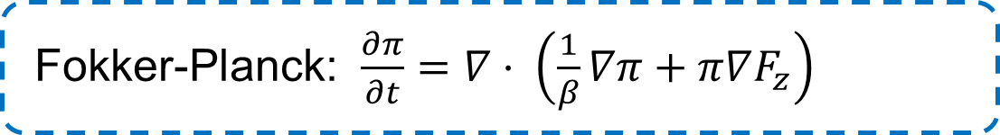 Fokker-Planck: ∂π/∂t = ∇ · (1/β ∇π + π∇F_z)